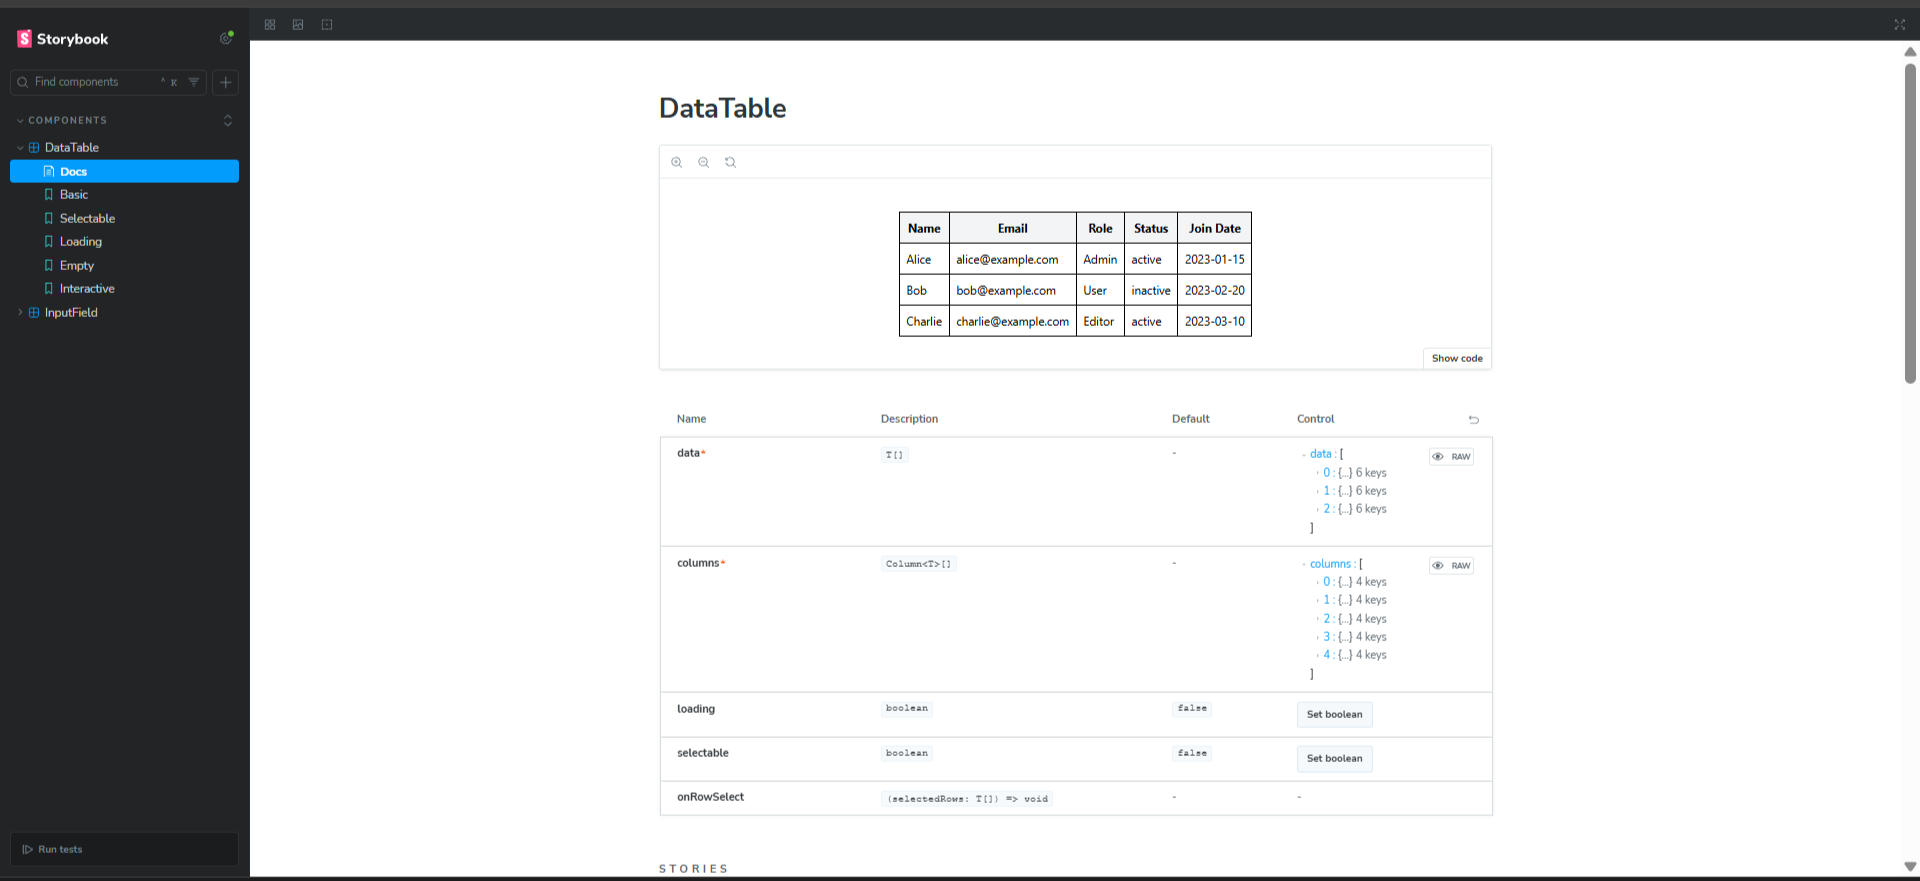 Storybook
Find components
^ K
COMPONENTS
DataTable
Docs
Basic
Selectable
Loading
Empty
Interactive
InputField
Run tests
DataTable
Name Email Role Status Join Date
Alice alice@example.com Admin active 2023-01-15
Bob bob@example.com User inactive 2023-02-20
Charlie charlie@example.com Editor active 2023-03-10
Show code
Name Description Default Control
data* T[] - - data : [ RAW
0 : {...} 6 keys
1 : {...} 6 keys
2 : {...} 6 keys
]
columns* Column<T>[] - - columns : [ RAW
0 : {...} 4 keys
1 : {...} 4 keys
2 : {...} 4 keys
3 : {...} 4 keys
4 : {...} 4 keys
]
loading boolean false Set boolean
selectable boolean false Set boolean
onRowSelect (selectedRows: T[]) => void - -
STORIES